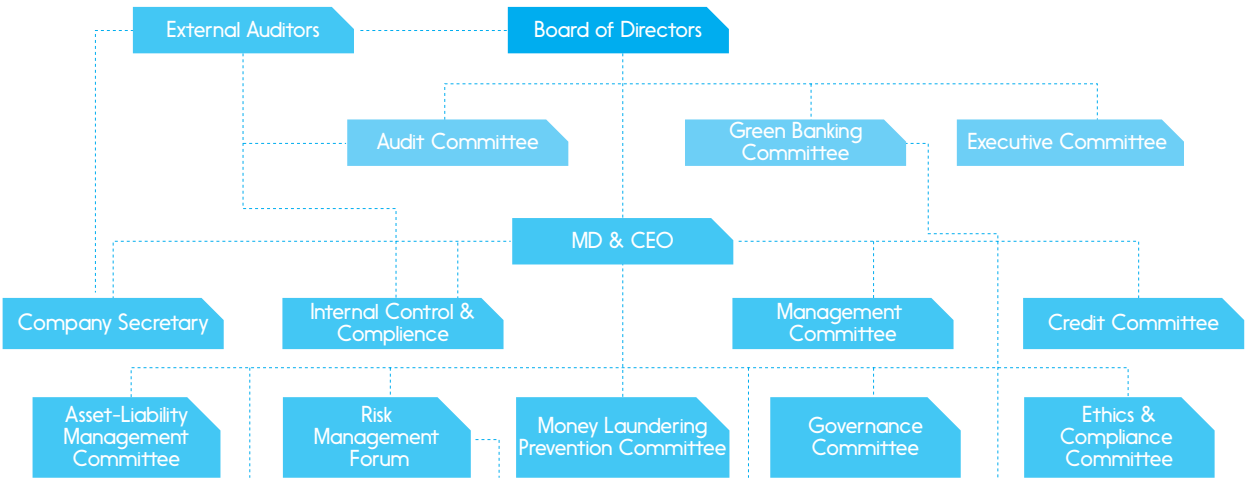 External Auditors
Board of Directors
Audit Committee
Green Banking
Committee
Executive Committee
MD & CEO
Company Secretary
Internal Control &
Complience
Management
Committee
Credit Committee
Asset-Liability
Management
Committee
Risk
Management
Forum
Money Laundering
Prevention Committee
Governance
Committee
Ethics &
Compliance
Committee